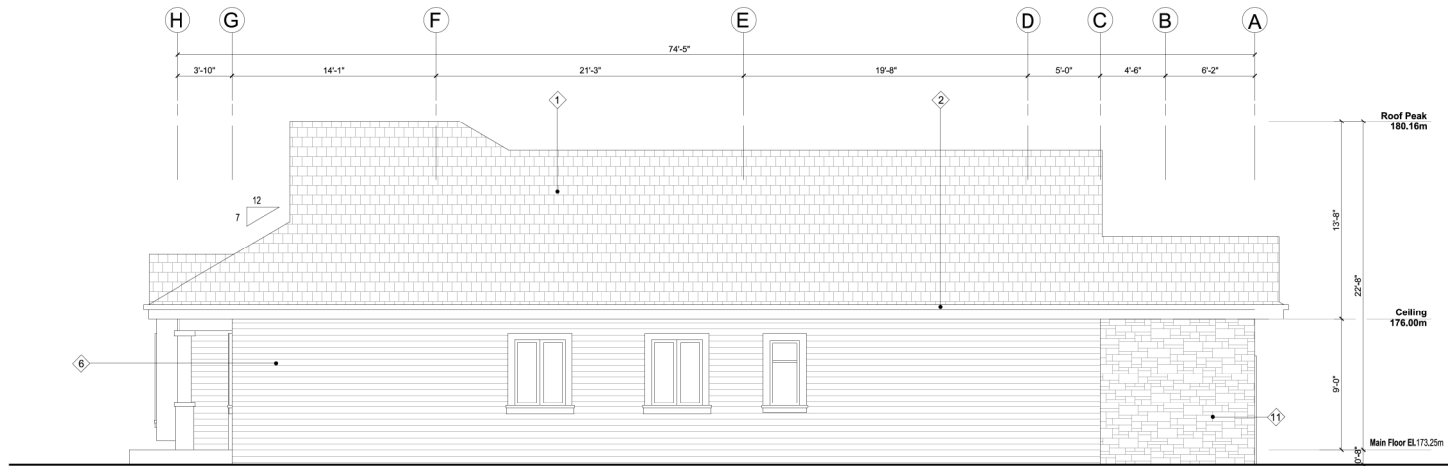 H G F E D C B A
74'-5"
3'-10" 14'-1" 21'-3" 19'-8" 5'-0" 4'-6" 6'-2"
1 2
Roof Peak
180.16m
12
7
13'-8"
22'-8"
Ceiling
176.00m
6
9'-0"
11
Main Floor El.173.25m
0'-8"